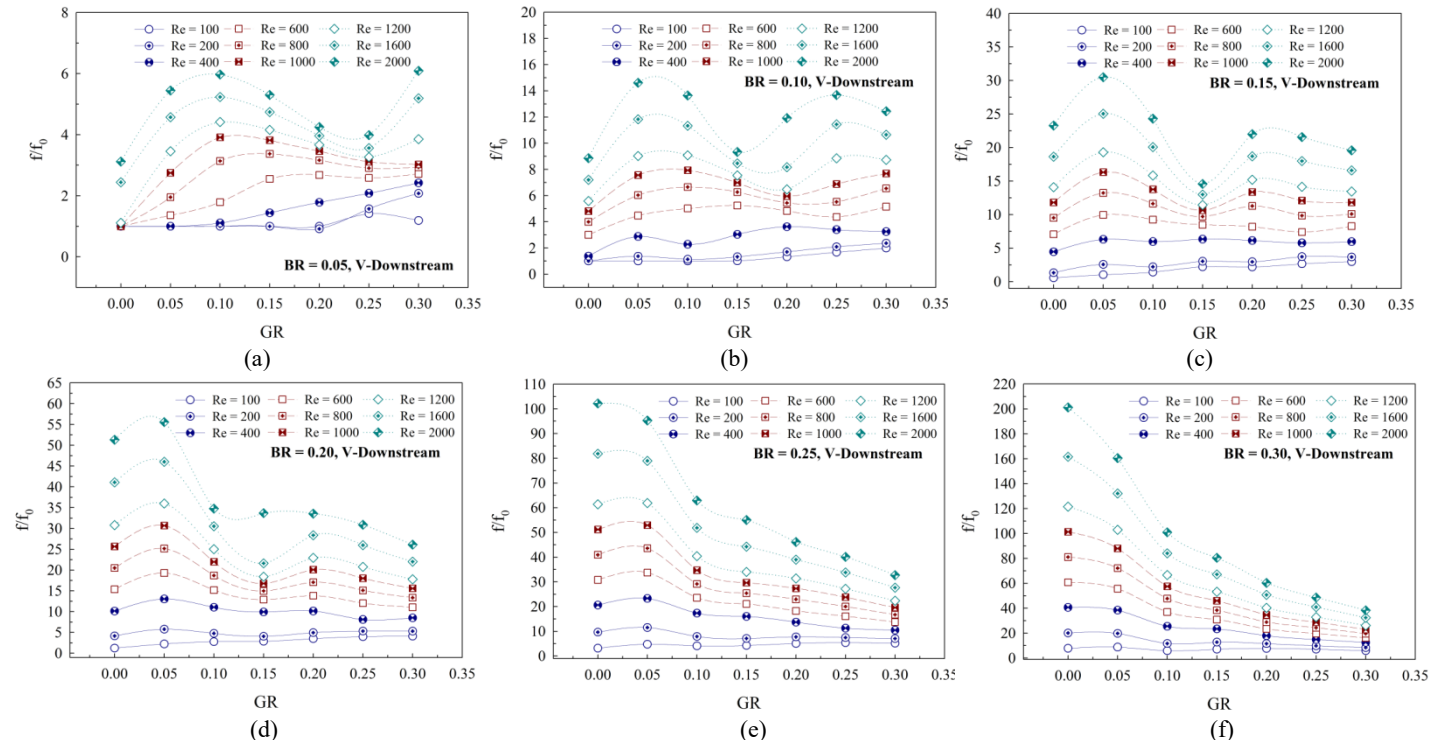 8
6
4
2
0
f/f0
Re = 100
Re = 600
Re = 1200
Re = 200
Re = 800
Re = 1600
Re = 400
Re = 1000
Re = 2000
BR = 0.05, V-Downstream
0.00 0.05 0.10 0.15 0.20 0.25 0.30 0.35
GR
(a)
20
18
16
14
12
10
8
6
4
2
0
f/f0
Re = 100
Re = 600
Re = 1200
Re = 200
Re = 800
Re = 1600
Re = 400
Re = 1000
Re = 2000
BR = 0.10, V-Downstream
0.00 0.05 0.10 0.15 0.20 0.25 0.30 0.35
GR
(b)
40
35
30
25
20
15
10
5
0
f/f0
Re = 100
Re = 600
Re = 1200
Re = 200
Re = 800
Re = 1600
Re = 400
Re = 1000
Re = 2000
BR = 0.15, V-Downstream
0.00 0.05 0.10 0.15 0.20 0.25 0.30 0.35
GR
(c)
65
60
55
50
45
40
35
30
25
20
15
10
5
0
f/f0
Re = 100
Re = 600
Re = 1200
Re = 200
Re = 800
Re = 1600
Re = 400
Re = 1000
Re = 2000
BR = 0.20, V-Downstream
0.00 0.05 0.10 0.15 0.20 0.25 0.30 0.35
GR
(d)
110
100
90
80
70
60
50
40
30
20
10
0
f/f0
Re = 100
Re = 600
Re = 1200
Re = 200
Re = 800
Re = 1600
Re = 400
Re = 1000
Re = 2000
BR = 0.25, V-Downstream
0.00 0.05 0.10 0.15 0.20 0.25 0.30 0.35
GR
(e)
220
200
180
160
140
120
100
80
60
40
20
0
f/f0
Re = 100
Re = 600
Re = 1200
Re = 200
Re = 800
Re = 1600
Re = 400
Re = 1000
Re = 2000
BR = 0.30, V-Downstream
0.00 0.05 0.10 0.15 0.20 0.25 0.30 0.35
GR
(f)